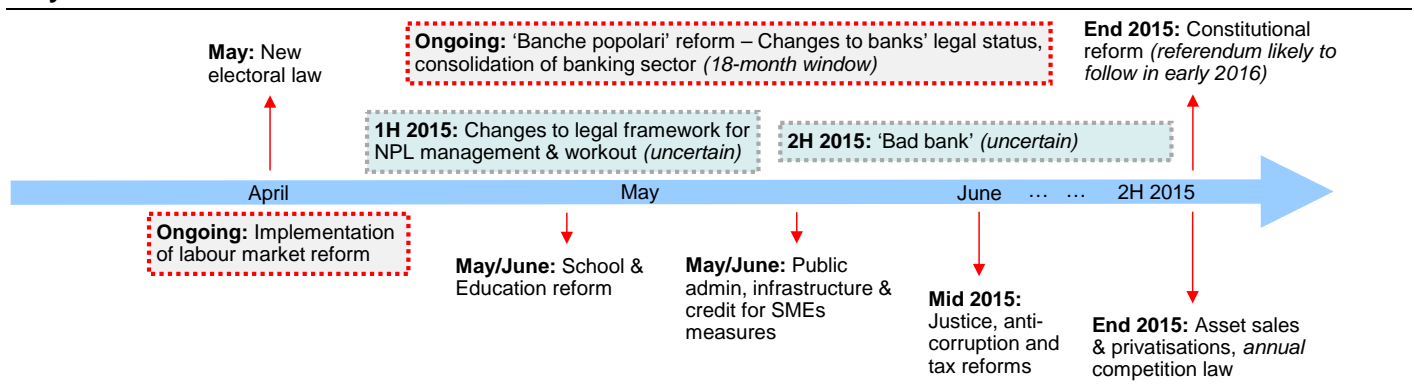 May: New
electoral law
Ongoing: ‘Banche popolari’ reform – Changes to banks’ legal status,
consolidation of banking sector (18-month window)
End 2015: Constitutional
reform (referendum likely to
follow in early 2016)
1H 2015: Changes to legal framework for
NPL management & workout (uncertain)
2H 2015: ‘Bad bank’ (uncertain)
April May June … … 2H 2015
Ongoing: Implementation
of labour market reform
May/June: School &
Education reform
May/June: Public
admin, infrastructure &
credit for SMEs
measures
Mid 2015:
Justice, anti-
corruption and
tax reforms
End 2015: Asset sales
& privatisations, annual
competition law